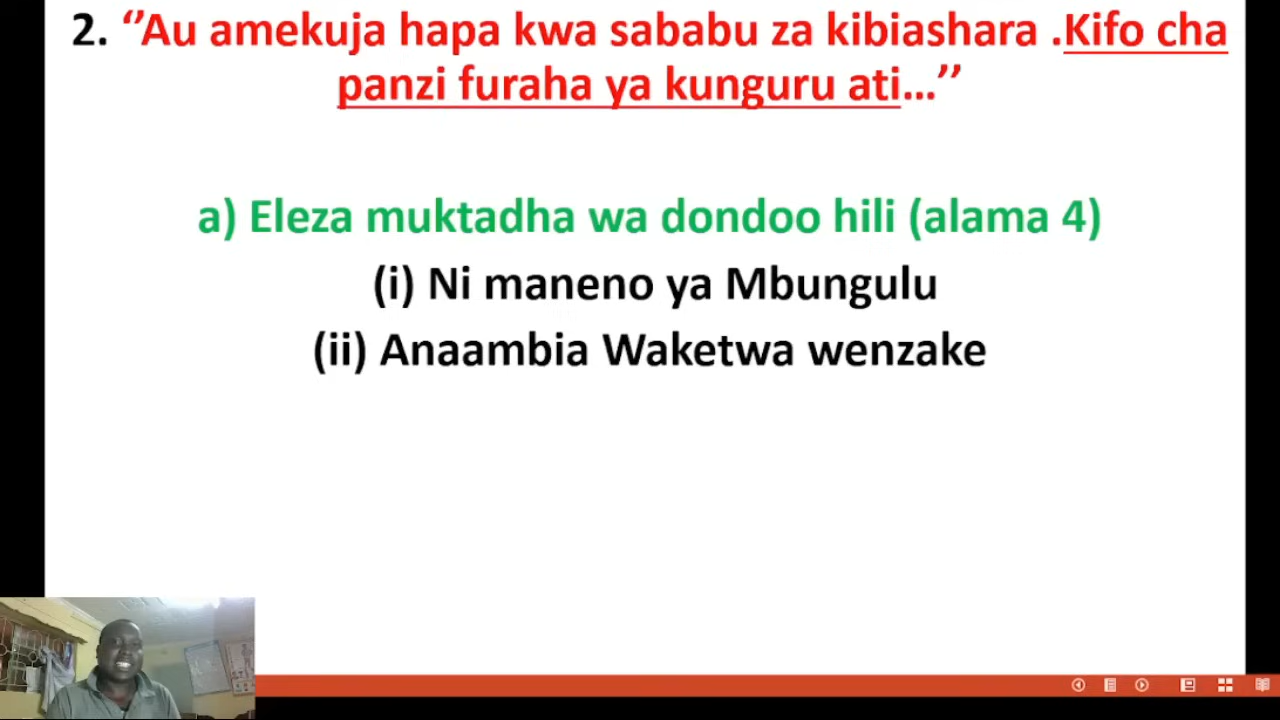 2. ‘’Au amekuja hapa kwa sababu za kibiashara .Kifo cha
panzi furaha ya kunguru ati…’’
a) Eleza muktadha wa dondoo hili (alama 4)
(i) Ni maneno ya Mbungulu
(ii) Anaambia Waketwa wenzake